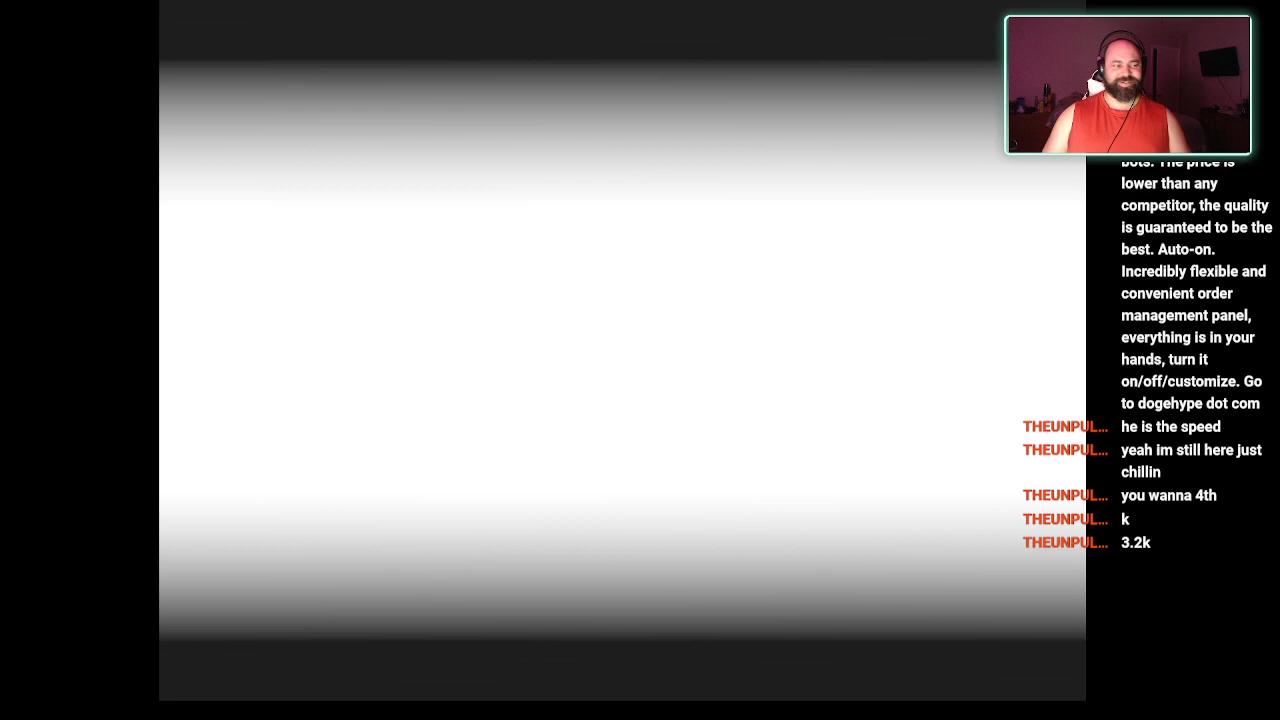 bots. The price is
lower than any
competitor, the quality
is guaranteed to be the
best. Auto-on.
Incredibly flexible and
convenient order
management panel,
everything is in your
hands, turn it
on/off/customize. Go
to dogehype dot com
THEUNPUL... he is the speed
THEUNPUL... yeah im still here just
chillin
THEUNPUL... you wanna 4th
THEUNPUL... k
THEUNPUL... 3.2k